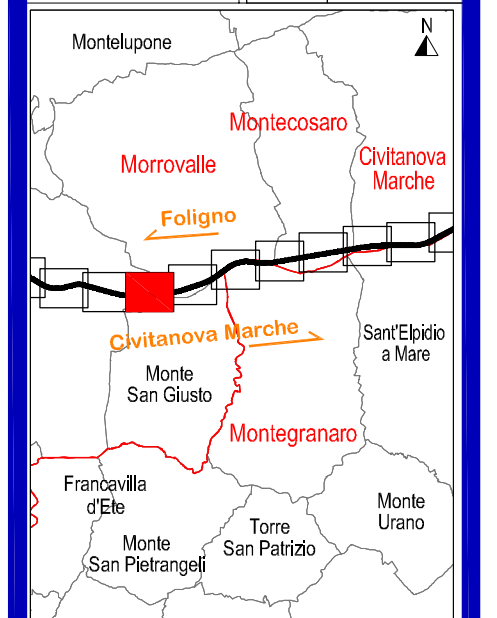 N
Montelupone
Montecosaro
Morrovalle
Civitanova
Marche
Foligno
Civitanova Marche
Sant'Elpidio
a Mare
Monte
San Giusto
Montegranaro
Francavilla
d'Ete
Monte
Urano
Torre
San Patrizio
Monte
San Pietrangeli